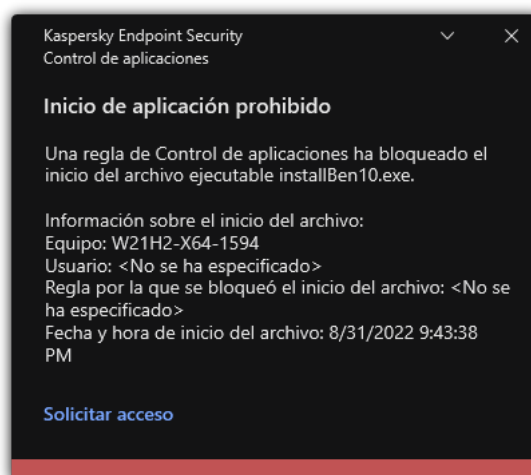 Kaspersky Endpoint Security
Control de aplicaciones
Inicio de aplicación prohibido
Una regla de Control de aplicaciones ha bloqueado el
inicio del archivo ejecutable installBen10.exe.
Información sobre el inicio del archivo:
Equipo: W21H2-X64-1594
Usuario: <No se ha especificado>
Regla por la que se bloqueó el inicio del archivo: <No se
ha especificado>
Fecha y hora de inicio del archivo: 8/31/2022 9:43:38
PM
Solicitar acceso